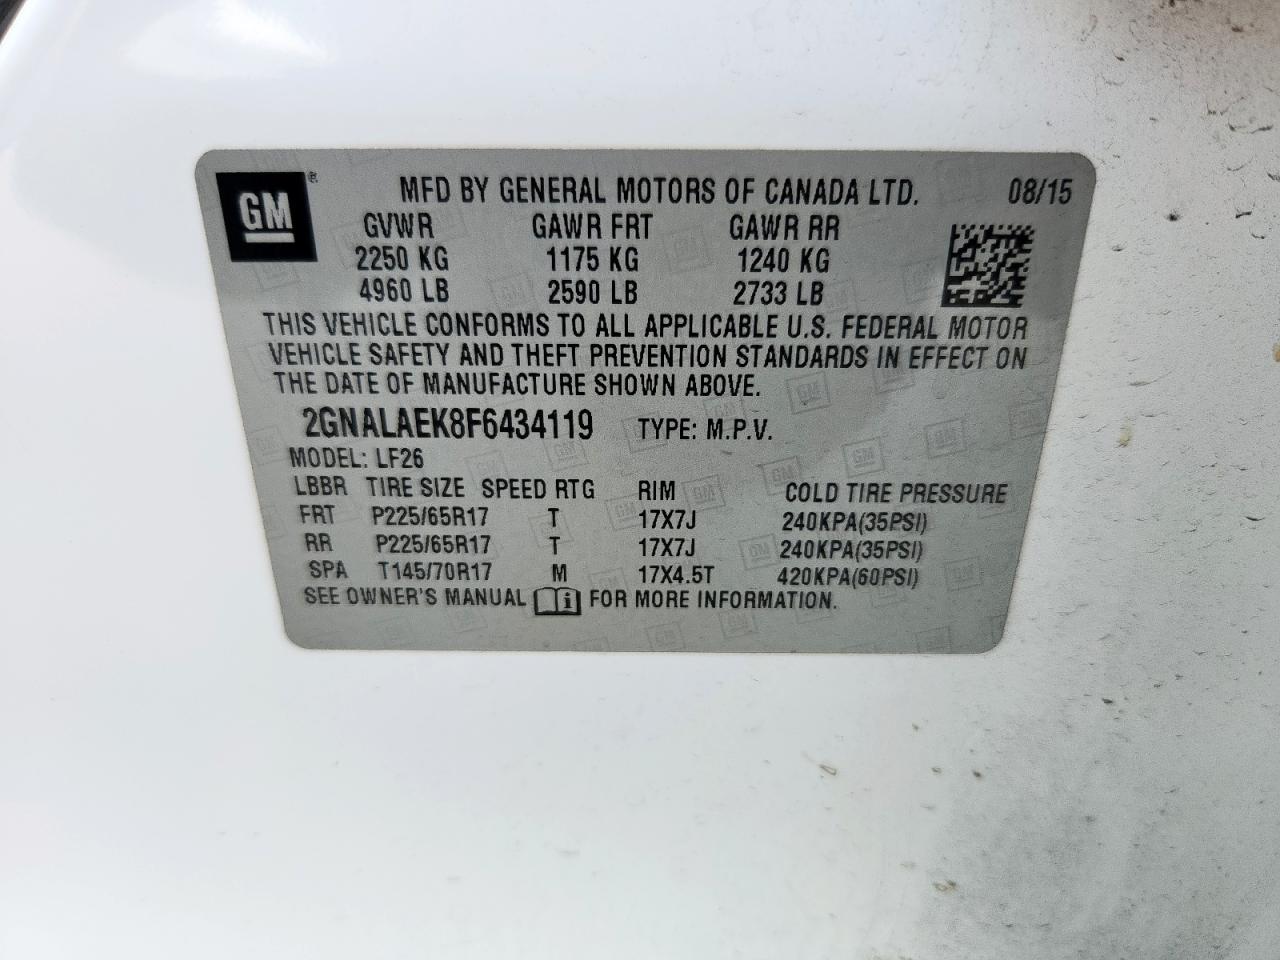 GM ® MFD BY GENERAL MOTORS OF CANADA LTD. 08/15
GVWR GAWR FRT GAWR RR
2250 KG 1175 KG 1240 KG
4960 LB 2590 LB 2733 LB
THIS VEHICLE CONFORMS TO ALL APPLICABLE U.S. FEDERAL MOTOR
VEHICLE SAFETY AND THEFT PREVENTION STANDARDS IN EFFECT ON
THE DATE OF MANUFACTURE SHOWN ABOVE.
2GNALAEK8F6434119 TYPE: M.P.V.
MODEL: LF26
LBBR TIRE SIZE SPEED RTG RIM COLD TIRE PRESSURE
FRT P225/65R17 T 17X7J 240KPA(35PSI)
RR P225/65R17 T 17X7J 240KPA(35PSI)
SPA T145/70R17 M 17X4.5T 420KPA(60PSI)
SEE OWNER'S MANUAL i FOR MORE INFORMATION.